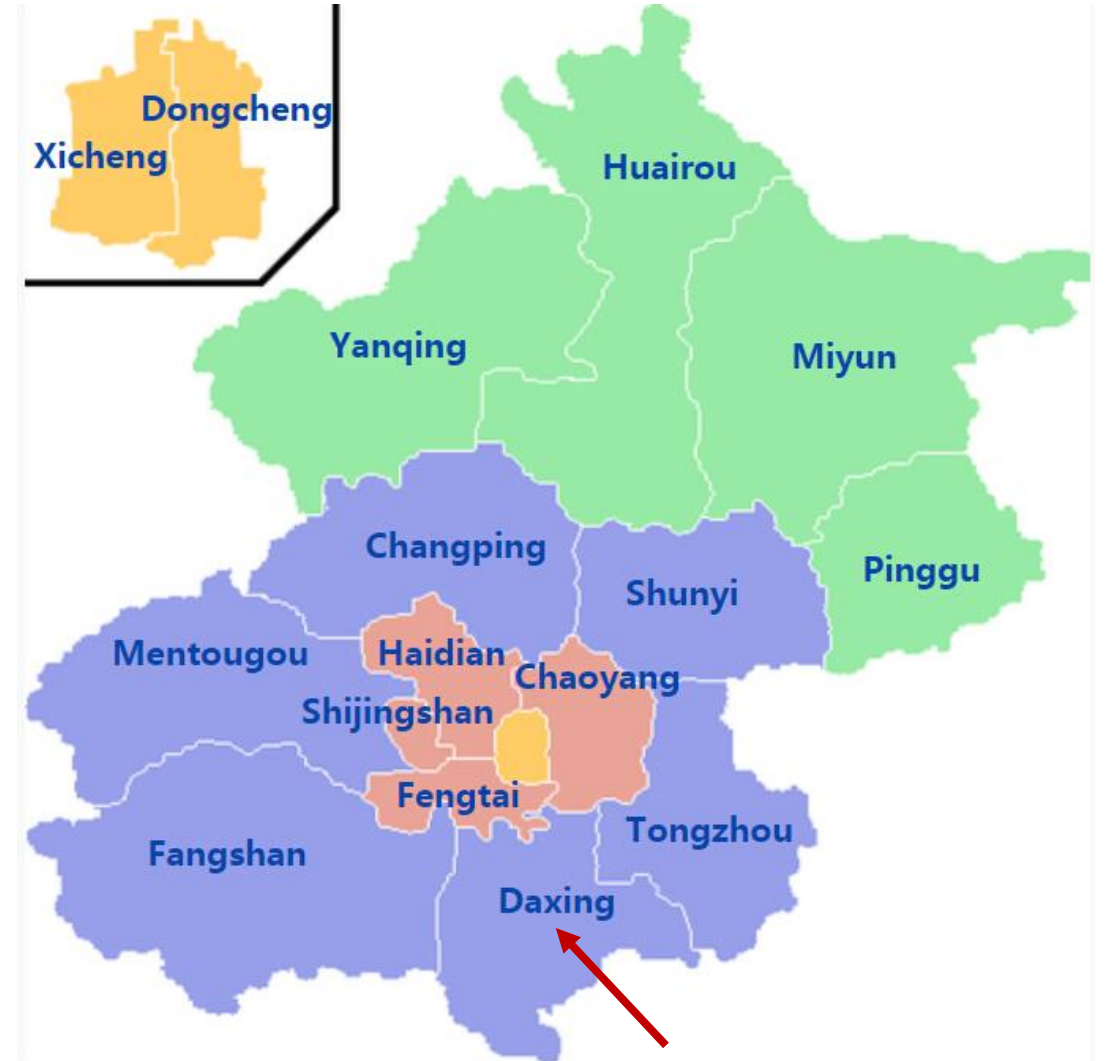 Dongcheng
Xicheng
Huairou
Yanqing
Miyun
Changping
Pinggu
Shunyi
Mentougou
Haidian
Chaoyang
Shijingshan
Fengtai
Tongzhou
Fangshan
Daxing